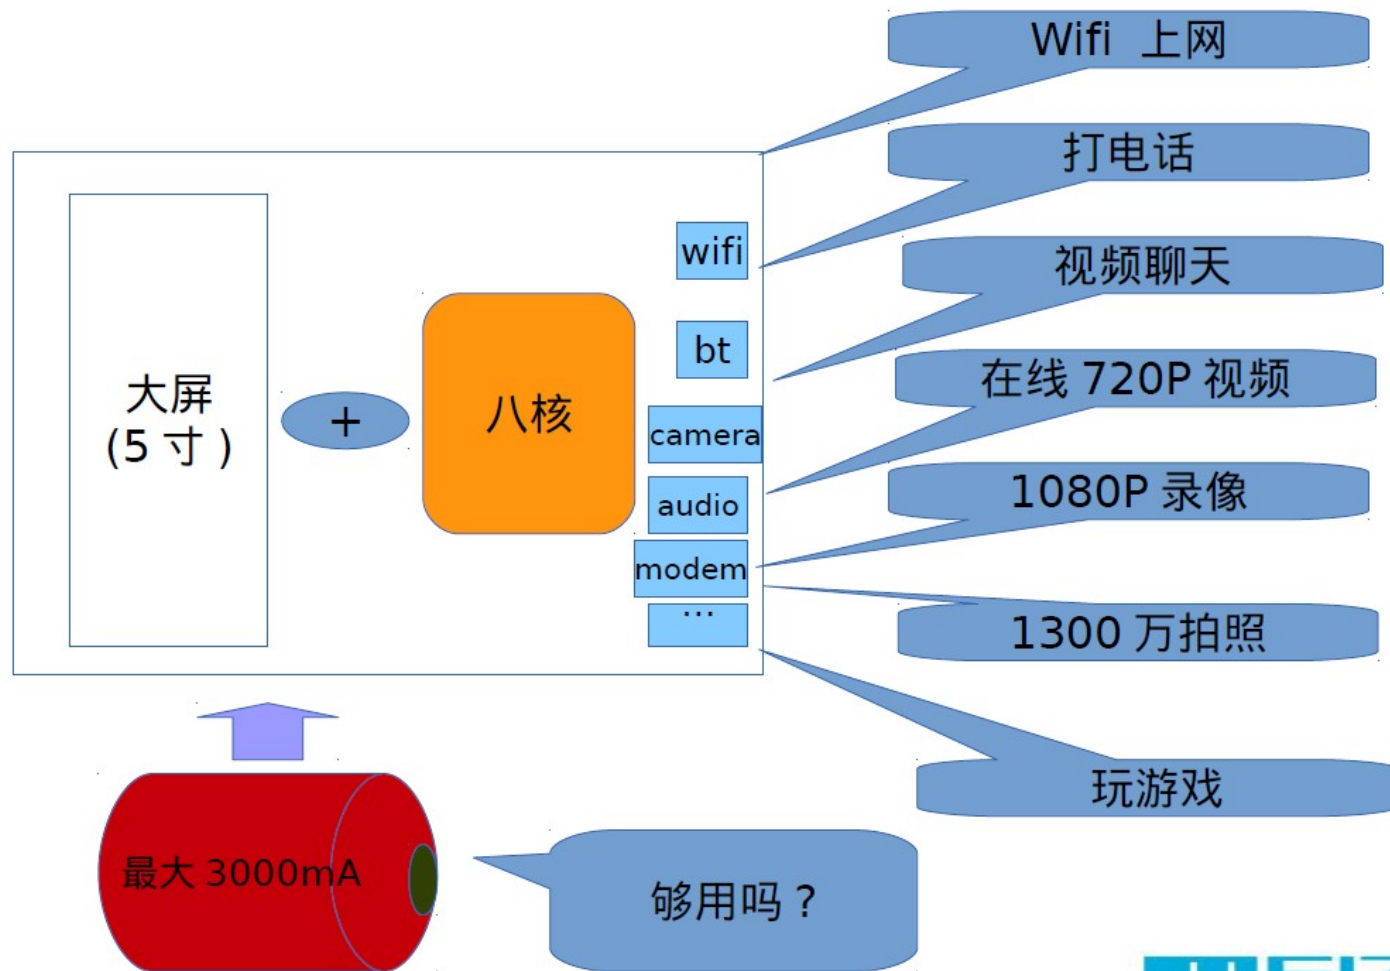 Wifi 上网
打电话
视频聊天
在线 720P 视频
1080P 录像
1300 万拍照
玩游戏
wifi
bt
camera
audio
modem
...
大屏
(5 寸 )
+
八核
最大 3000mA
够用吗 ?